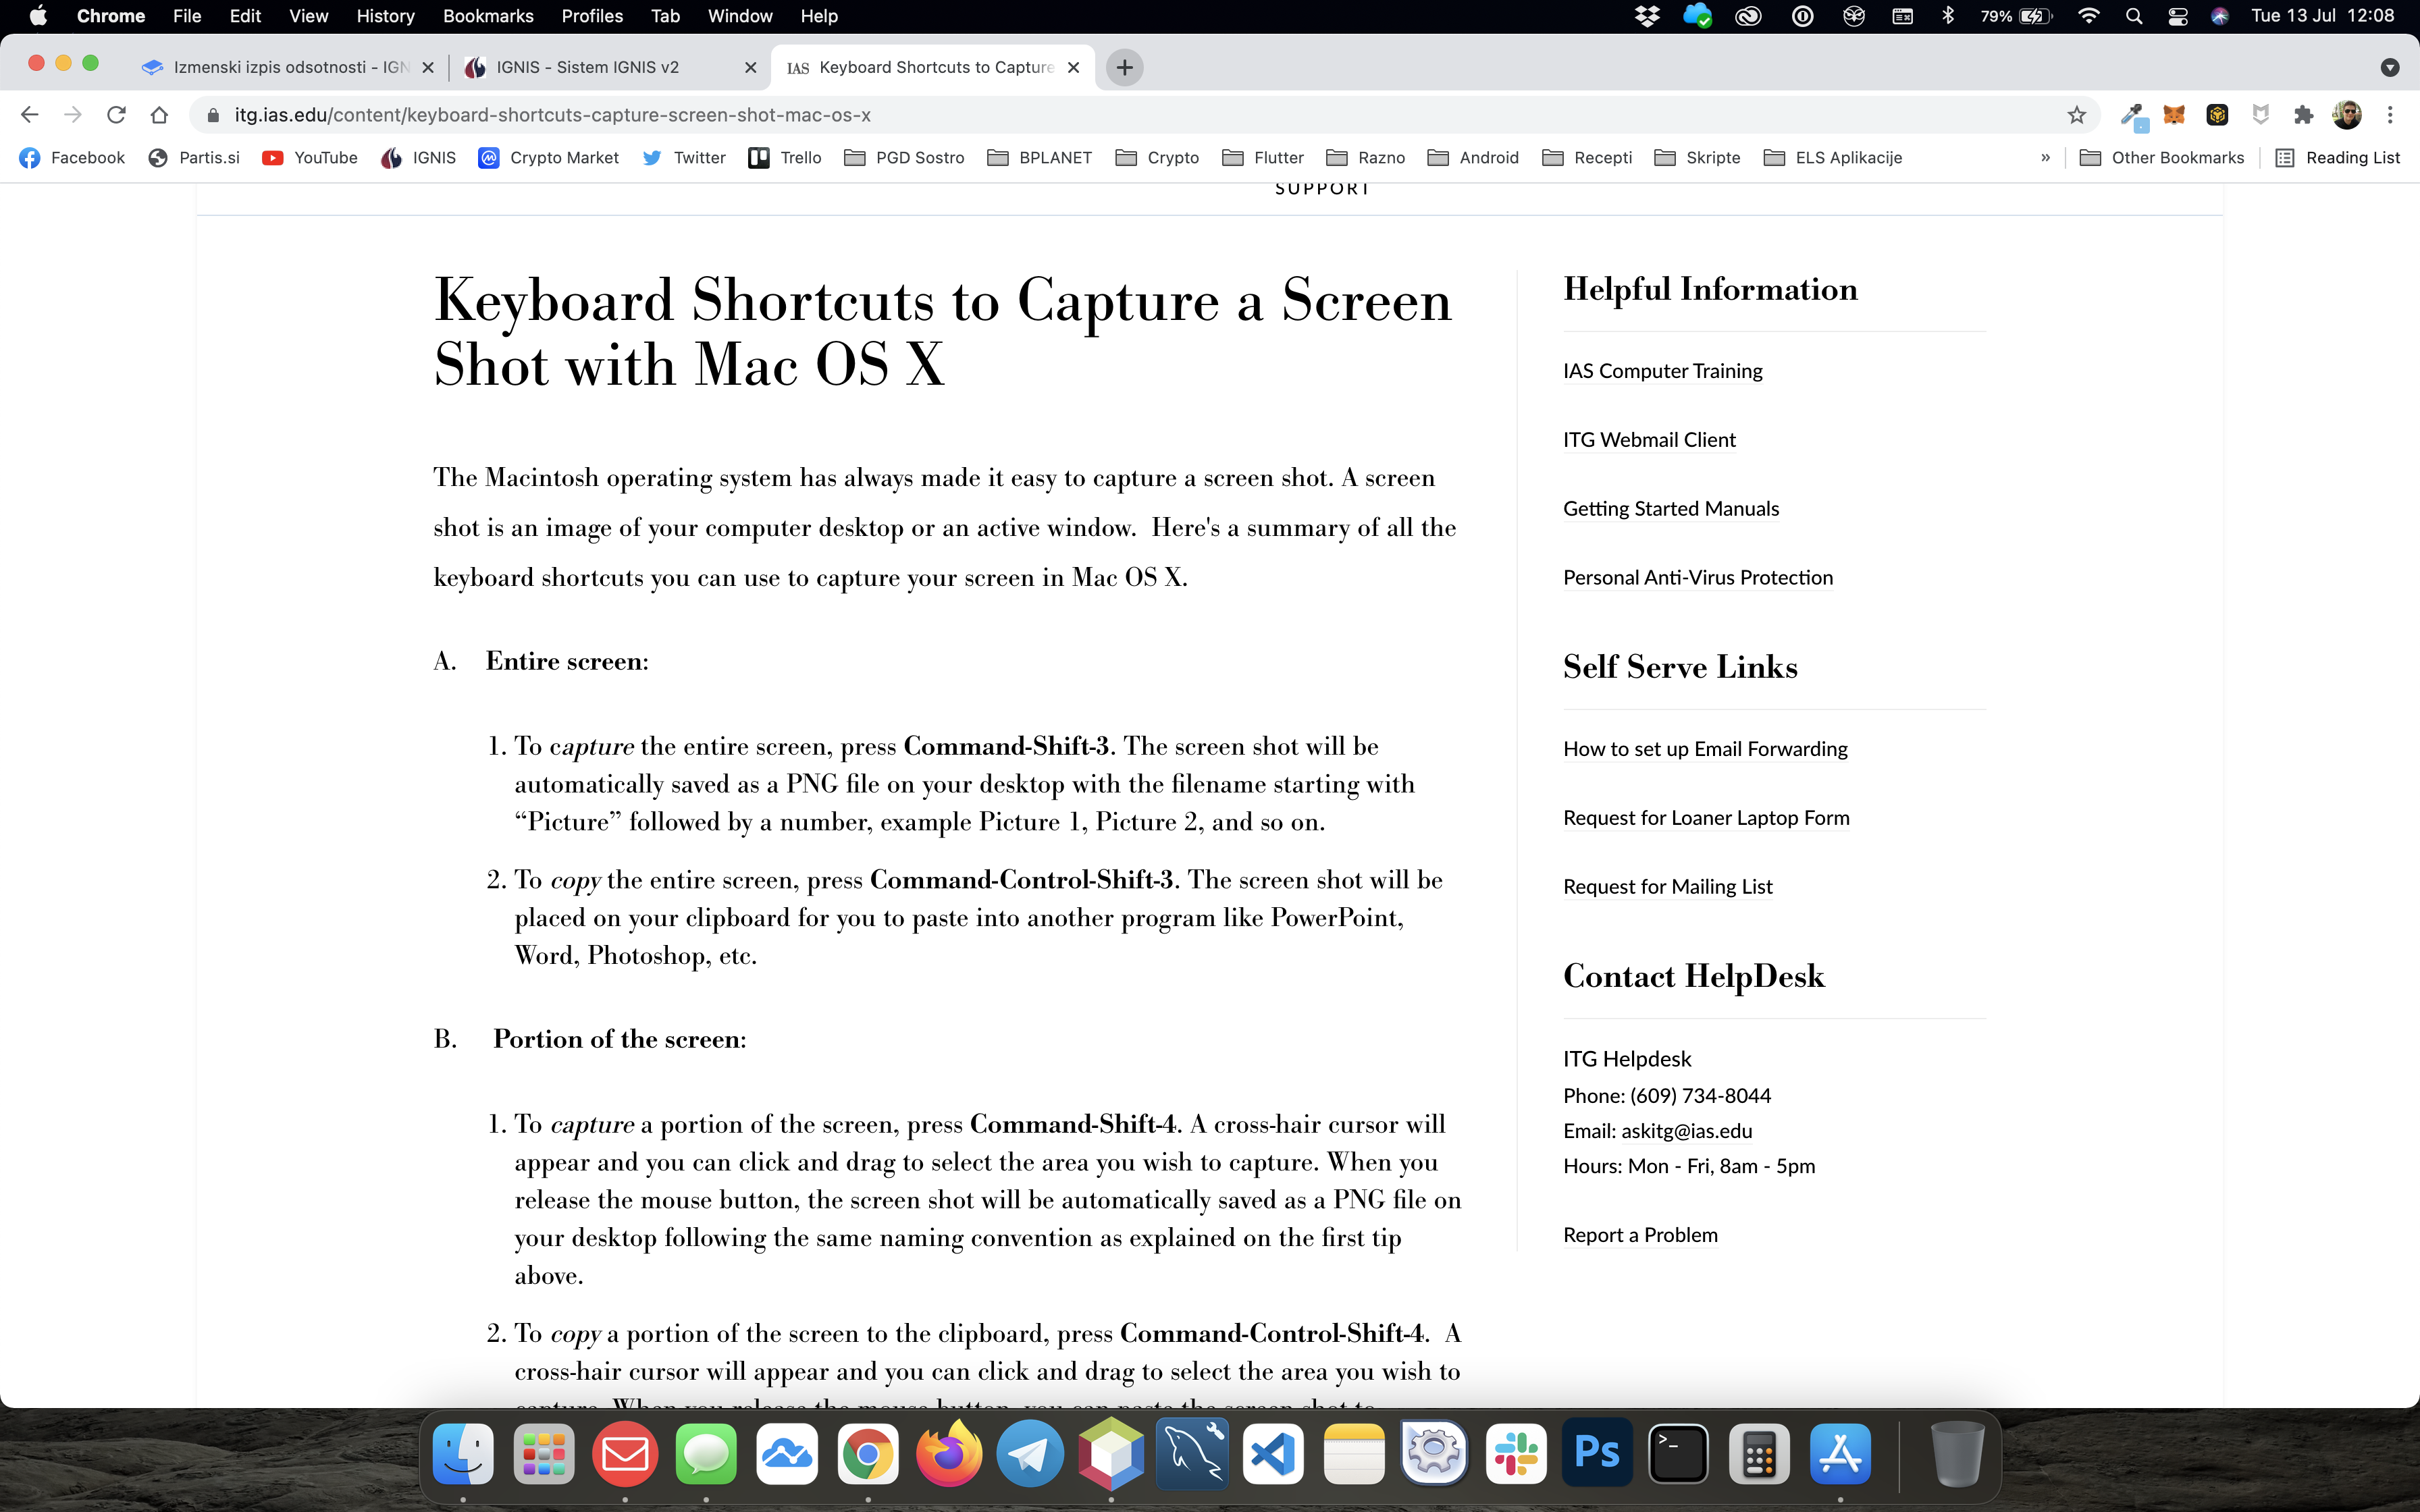 Chrome File Edit View History Bookmarks Profiles Tab Window Help 79% Tue 13 Jul 12:08
Izmenski izpis odsotnosti - IGN IGNIS - Sistem IGNIS v2 IAS Keyboard Shortcuts to Capture
itg.ias.edu/content/keyboard-shortcuts-capture-screen-shot-mac-os-x
Facebook Partis.si YouTube IGNIS Crypto Market Twitter Trello PGD Sostro BPLANET Crypto Flutter Razno Android Recepti Skripte ELS Aplikacije » Other Bookmarks Reading List
SUPPORT
Keyboard Shortcuts to Capture a Screen
Shot with Mac OS X
The Macintosh operating system has always made it easy to capture a screen shot. A screen
shot is an image of your computer desktop or an active window.  Here's a summary of all the
keyboard shortcuts you can use to capture your screen in Mac OS X.
A. Entire screen:
1. To capture the entire screen, press Command-Shift-3. The screen shot will be
automatically saved as a PNG file on your desktop with the filename starting with
“Picture” followed by a number, example Picture 1, Picture 2, and so on.
2. To copy the entire screen, press Command-Control-Shift-3. The screen shot will be
placed on your clipboard for you to paste into another program like PowerPoint,
Word, Photoshop, etc.
B. Portion of the screen:
1. To capture a portion of the screen, press Command-Shift-4. A cross-hair cursor will
appear and you can click and drag to select the area you wish to capture. When you
release the mouse button, the screen shot will be automatically saved as a PNG file on
your desktop following the same naming convention as explained on the first tip
above.
2. To copy a portion of the screen to the clipboard, press Command-Control-Shift-4.  A
cross-hair cursor will appear and you can click and drag to select the area you wish to
capture. When you release the mouse button, you can paste the screen shot to
Helpful Information
IAS Computer Training
ITG Webmail Client
Getting Started Manuals
Personal Anti-Virus Protection
Self Serve Links
How to set up Email Forwarding
Request for Loaner Laptop Form
Request for Mailing List
Contact HelpDesk
ITG Helpdesk
Phone: (609) 734-8044
Email: askitg@ias.edu
Hours: Mon - Fri, 8am - 5pm
Report a Problem
Ps